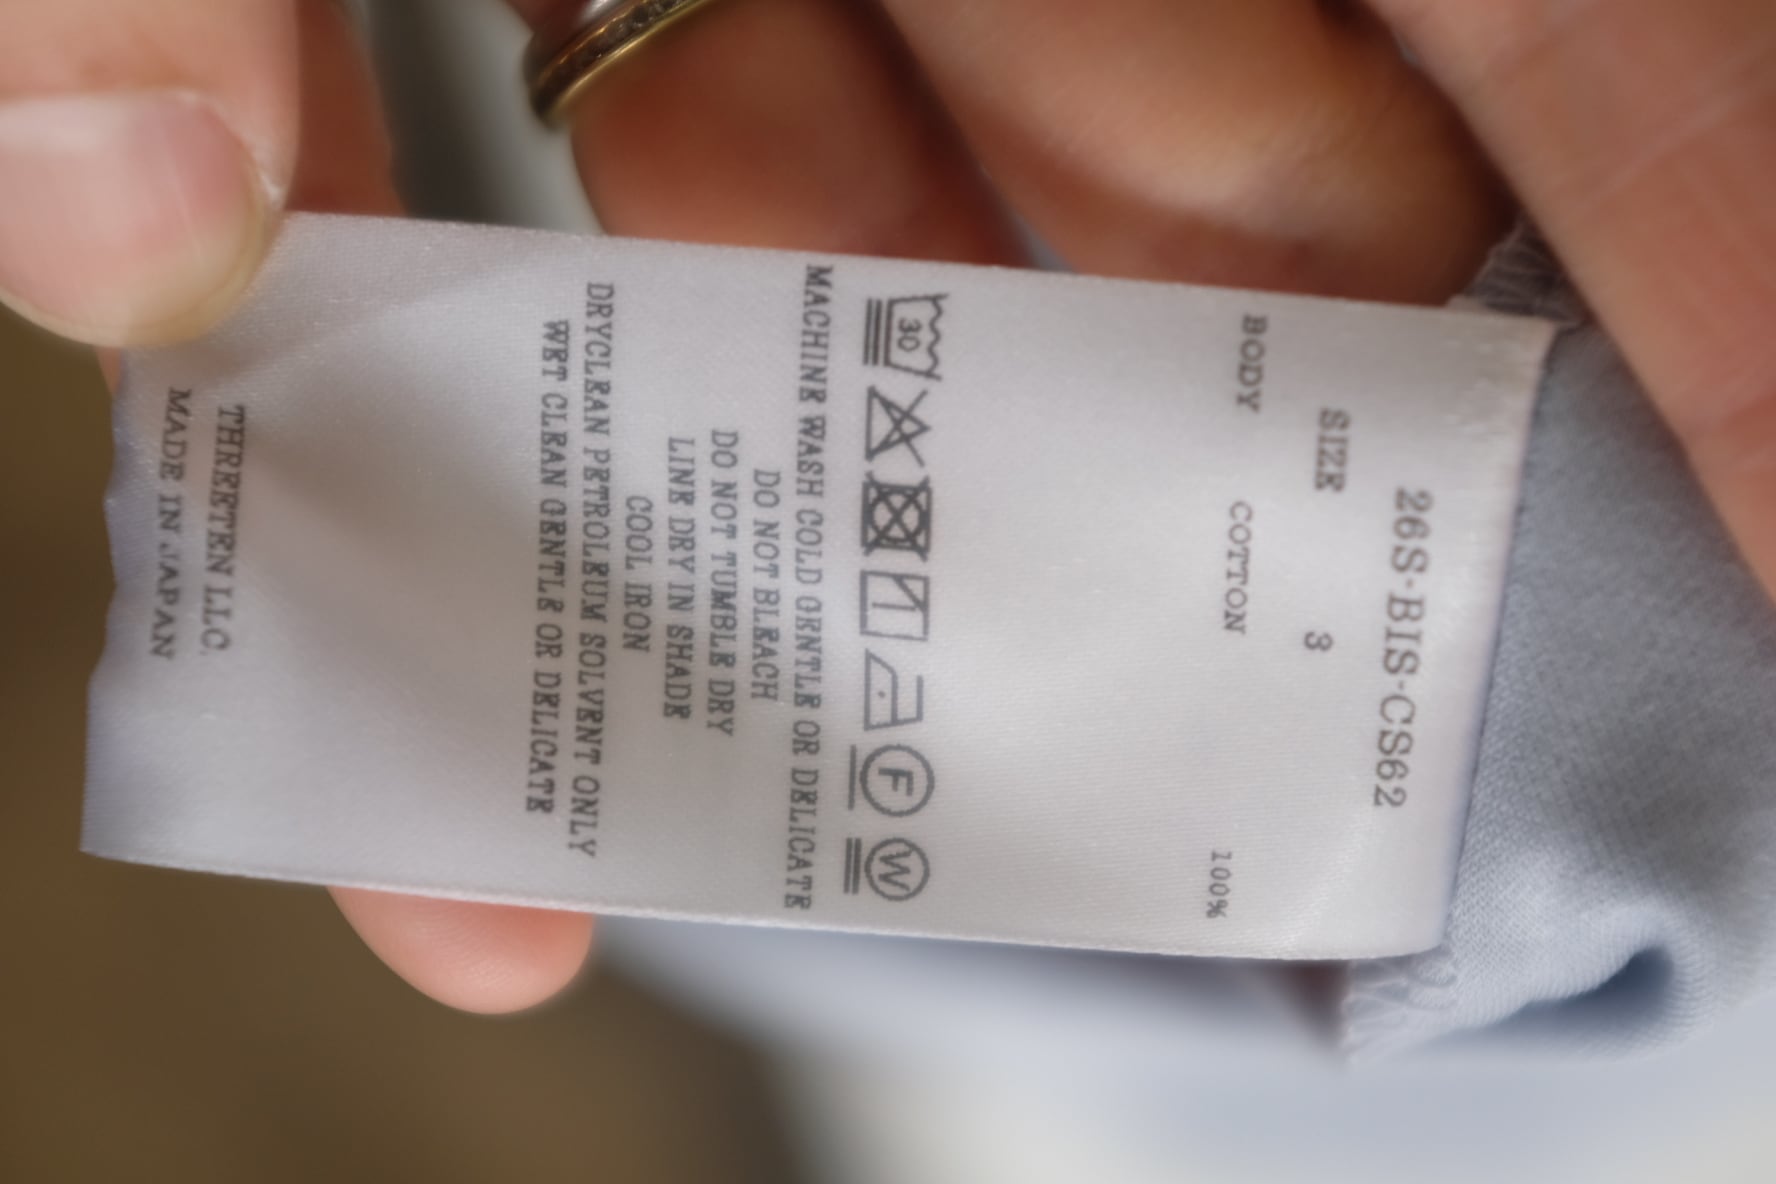 26S-BIS-CS62
SIZE 3
BODY COTTON 100%
30
F W
MACHINE WASH COLD GENTLE OR DELICATE
DO NOT BLEACH
DO NOT TUMBLE DRY
LINE DRY IN SHADE
COOL IRON
DRYCLEAN PETROLEUM SOLVENT ONLY
WET CLEAN GENTLE OR DELICATE
THREETEN LLC.
MADE IN JAPAN